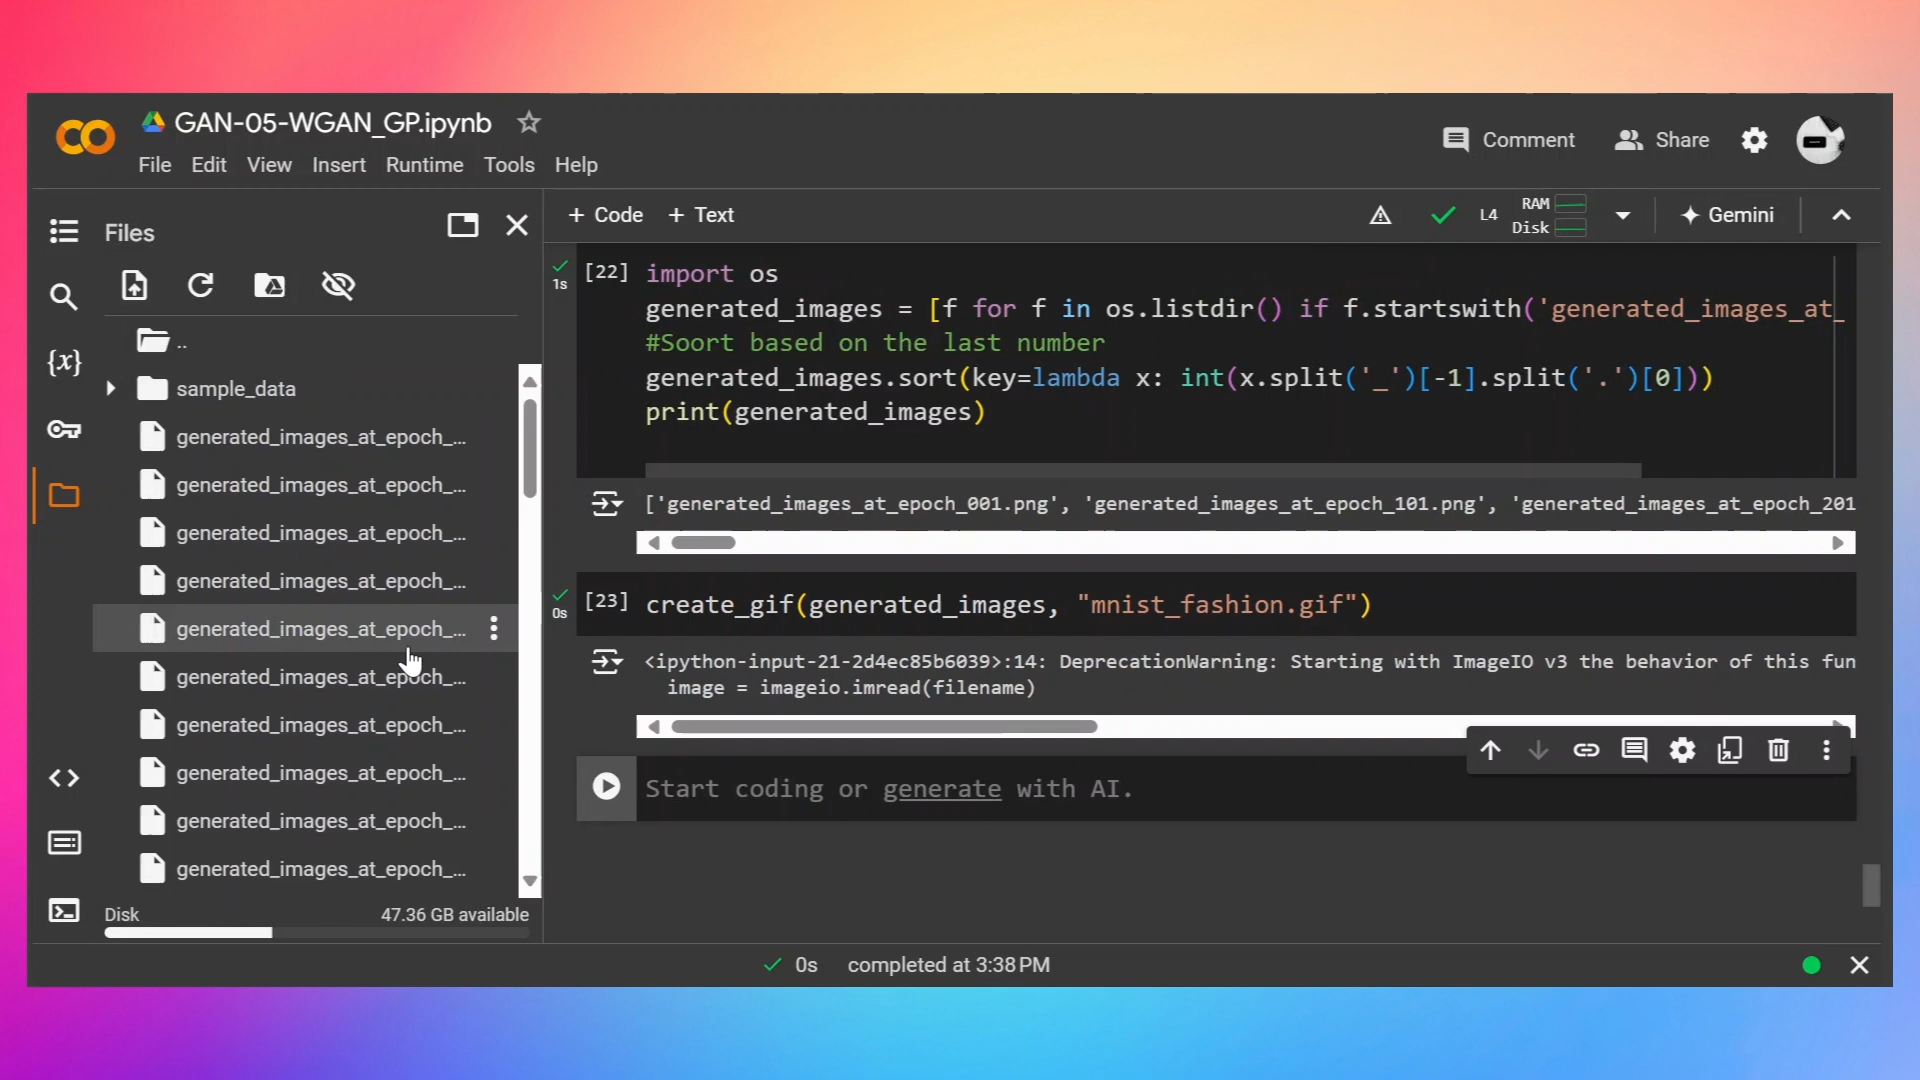 GAN-05-WGAN_GP.ipynb
File Edit View Insert Runtime Tools Help
Comment
Share
Files
+ Code + Text
L4
RAM
Disk
Gemini
{x}
..
sample_data
generated_images_at_epoch_...
generated_images_at_epoch_...
generated_images_at_epoch_...
generated_images_at_epoch_...
generated_images_at_epoch_...
generated_images_at_epoch_...
generated_images_at_epoch_...
generated_images_at_epoch_...
generated_images_at_epoch_...
generated_images_at_epoch_...
Disk 47.36 GB available
1s
[22] import os
generated_images = [f for f in os.listdir() if f.startswith('generated_images_at_
#Soort based on the last number
generated_images.sort(key=lambda x: int(x.split('_')[-1].split('.')[0]))
print(generated_images)
['generated_images_at_epoch_001.png', 'generated_images_at_epoch_101.png', 'generated_images_at_epoch_201
0s
[23] create_gif(generated_images, "mnist_fashion.gif")
<ipython-input-21-2d4ec85b6039>:14: DeprecationWarning: Starting with ImageIO v3 the behavior of this fun
image = imageio.imread(filename)
Start coding or generate with AI.
0s completed at 3:38 PM